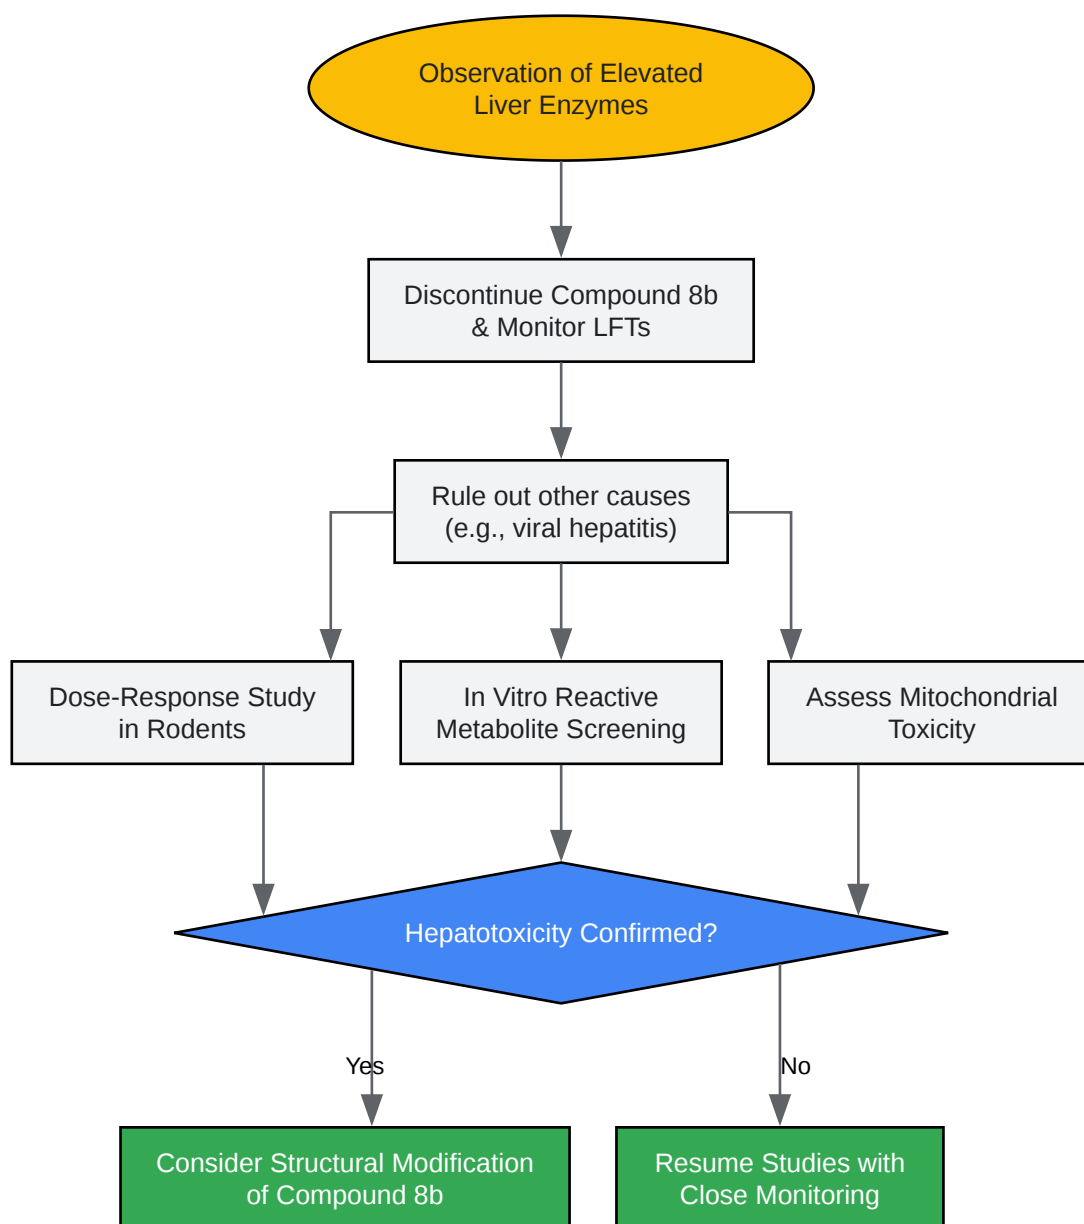 Observation of Elevated
Liver Enzymes
Discontinue Compound 8b
& Monitor LFTs
Rule out other causes
(e.g., viral hepatitis)
Dose-Response Study
in Rodents
In Vitro Reactive
Metabolite Screening
Assess Mitochondrial
Toxicity
Hepatotoxicity Confirmed?
Yes
No
Consider Structural Modification
of Compound 8b
Resume Studies with
Close Monitoring